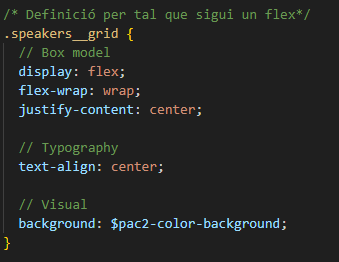 /* Definició per tal que sigui un flex*/
.speakers__grid {
// Box model
display: flex;
flex-wrap: wrap;
justify-content: center;
// Typography
text-align: center;
// Visual
background: $pac2-color-background;
}